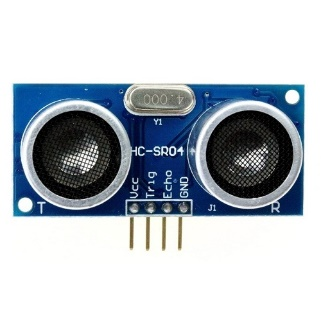 4.000
Y1
HC-SR04
Vcc
Trig
Echo
GND
T
J1
R